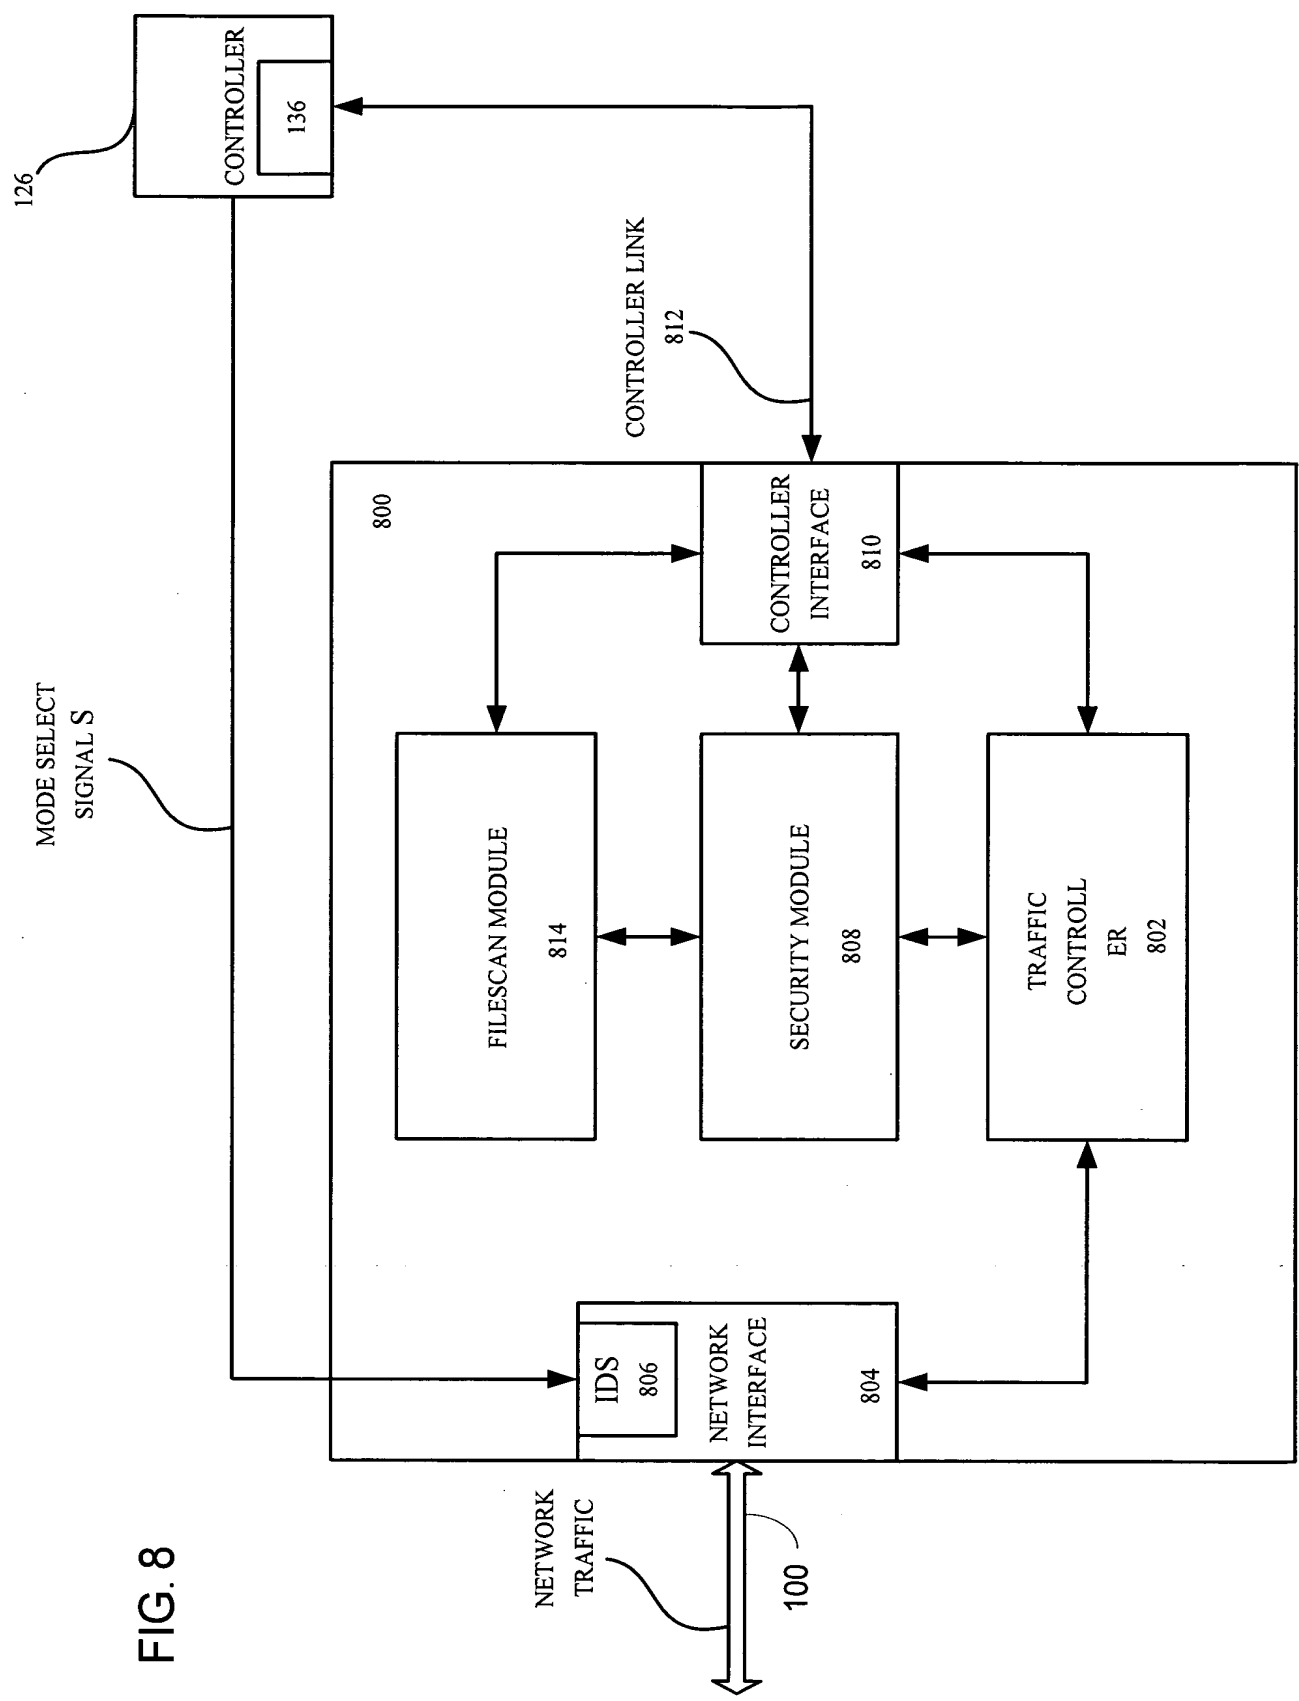 FIG. 8
MODE SELECT
SIGNAL S
126
CONTROLLER
136
CONTROLLER LINK
812
800
FILESCAN MODULE
814
CONTROLLER
INTERFACE
810
SECURITY MODULE
808
TRAFFIC
CONTROLL
ER
802
IDS
806
NETWORK
INTERFACE
804
NETWORK
TRAFFIC
100